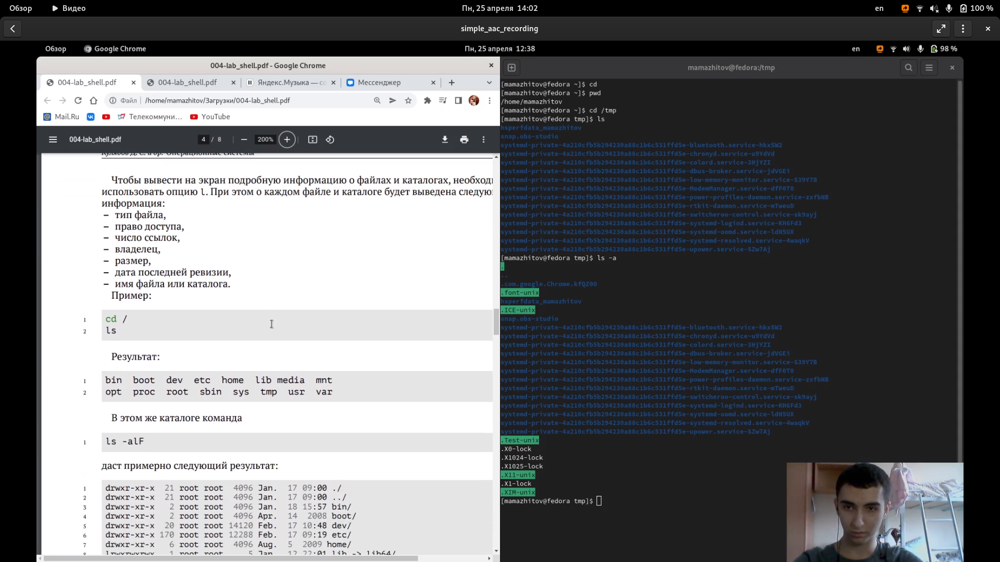 Обзор
Видео
Пн, 25 апреля 14:02
en
100 %
simple_aac_recording
Обзор
Google Chrome
Пн, 25 апреля 12:38
en
98 %
004-lab_shell.pdf - Google Chrome
004-lab_shell.pdf
004-lab_shell.pdf
Яндекс.Музыка — со
Мессенджер
Файл
/home/mamazhitov/Загрузки/004-lab_shell.pdf
Mail.Ru
Телекоммуни…
YouTube
004-lab_shell.pdf
4 / 8
200%
Кулябов Д. С. и др. Операционные системы
Чтобы вывести на экран подробную информацию о файлах и каталогах, необход
использовать опцию l. При этом о каждом файле и каталоге будет выведена следую
информация:
– тип файла,
– право доступа,
– число ссылок,
– владелец,
– размер,
– дата последней ревизии,
– имя файла или каталога.
Пример:
1 cd /
2 ls
Результат:
1 bin boot dev etc home lib media mnt
2 opt proc root sbin sys tmp usr var
В этом же каталоге команда
1 ls -alF
даст примерно следующий результат:
1 drwxr-xr-x 21 root root 4096 Jan. 17 09:00 ./
2 drwxr-xr-x 21 root root 4096 Jan. 17 09:00 ../
3 drwxr-xr-x 2 root root 4096 Jan. 18 15:57 bin/
4 drwxr-xr-x 2 root root 4096 Apr. 14 2008 boot/
5 drwxr-xr-x 20 root root 14120 Feb. 17 10:48 dev/
6 drwxr-xr-x 170 root root 12288 Feb. 17 09:19 etc/
7 drwxr-xr-x 6 root root 4096 Aug. 5 2009 home/
8 lrwxrwxrwx 1 root root 5 Jan. 12 22:01 lib -> lib64/
mamazhitov@fedora:/tmp
[mamazhitov@fedora ~]$ cd
[mamazhitov@fedora ~]$ pwd
/home/mamazhitov
[mamazhitov@fedora ~]$ cd /tmp
[mamazhitov@fedora tmp]$ ls
hsperfdata_mamazhitov
snap.obs-studio
systemd-private-4a210cfb5b294230a88c1b6c531ffd5e-bluetooth.service-hkxSW2
systemd-private-4a210cfb5b294230a88c1b6c531ffd5e-chronyd.service-u9YdVd
systemd-private-4a210cfb5b294230a88c1b6c531ffd5e-colord.service-3HjYZI
systemd-private-4a210cfb5b294230a88c1b6c531ffd5e-dbus-broker.service-jdVGEi
systemd-private-4a210cfb5b294230a88c1b6c531ffd5e-low-memory-monitor.service-S39Y7B
systemd-private-4a210cfb5b294230a88c1b6c531ffd5e-ModemManager.service-dfF0T0
systemd-private-4a210cfb5b294230a88c1b6c531ffd5e-power-profiles-daemon.service-zxfbNB
systemd-private-4a210cfb5b294230a88c1b6c531ffd5e-rtkit-daemon.service-mTweuD
systemd-private-4a210cfb5b294230a88c1b6c531ffd5e-switcheroo-control.service-sk9ayj
systemd-private-4a210cfb5b294230a88c1b6c531ffd5e-systemd-logind.service-KH6Fd3
systemd-private-4a210cfb5b294230a88c1b6c531ffd5e-systemd-oomd.service-ldN5UX
systemd-private-4a210cfb5b294230a88c1b6c531ffd5e-systemd-resolved.service-4waqkV
systemd-private-4a210cfb5b294230a88c1b6c531ffd5e-upower.service-SZw7Aj
[mamazhitov@fedora tmp]$ ls -a
.
..
.com.google.Chrome.kfQZ0O
.font-unix
hsperfdata_mamazhitov
.ICE-unix
snap.obs-studio
systemd-private-4a210cfb5b294230a88c1b6c531ffd5e-bluetooth.service-hkxSW2
systemd-private-4a210cfb5b294230a88c1b6c531ffd5e-chronyd.service-u9YdVd
systemd-private-4a210cfb5b294230a88c1b6c531ffd5e-colord.service-3HjYZI
systemd-private-4a210cfb5b294230a88c1b6c531ffd5e-dbus-broker.service-jdVGEi
systemd-private-4a210cfb5b294230a88c1b6c531ffd5e-low-memory-monitor.service-S39Y7B
systemd-private-4a210cfb5b294230a88c1b6c531ffd5e-ModemManager.service-dfF0T0
systemd-private-4a210cfb5b294230a88c1b6c531ffd5e-power-profiles-daemon.service-zxfbNB
systemd-private-4a210cfb5b294230a88c1b6c531ffd5e-rtkit-daemon.service-mTweuD
systemd-private-4a210cfb5b294230a88c1b6c531ffd5e-switcheroo-control.service-sk9ayj
systemd-private-4a210cfb5b294230a88c1b6c531ffd5e-systemd-logind.service-KH6Fd3
systemd-private-4a210cfb5b294230a88c1b6c531ffd5e-systemd-oomd.service-ldN5UX
systemd-private-4a210cfb5b294230a88c1b6c531ffd5e-systemd-resolved.service-4waqkV
systemd-private-4a210cfb5b294230a88c1b6c531ffd5e-upower.service-SZw7Aj
.Test-unix
.X0-lock
.X1024-lock
.X1025-lock
.X11-unix
.X1-lock
.XIM-unix
[mamazhitov@fedora tmp]$